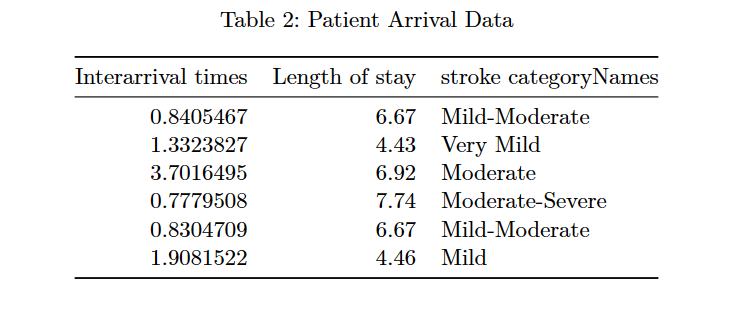 Table 2: Patient Arrival Data
Interarrival times Length of stay stroke categoryNames
0.8405467 6.67 Mild-Moderate
1.3323827 4.43 Very Mild
3.7016495 6.92 Moderate
0.7779508 7.74 Moderate-Severe
0.8304709 6.67 Mild-Moderate
1.9081522 4.46 Mild